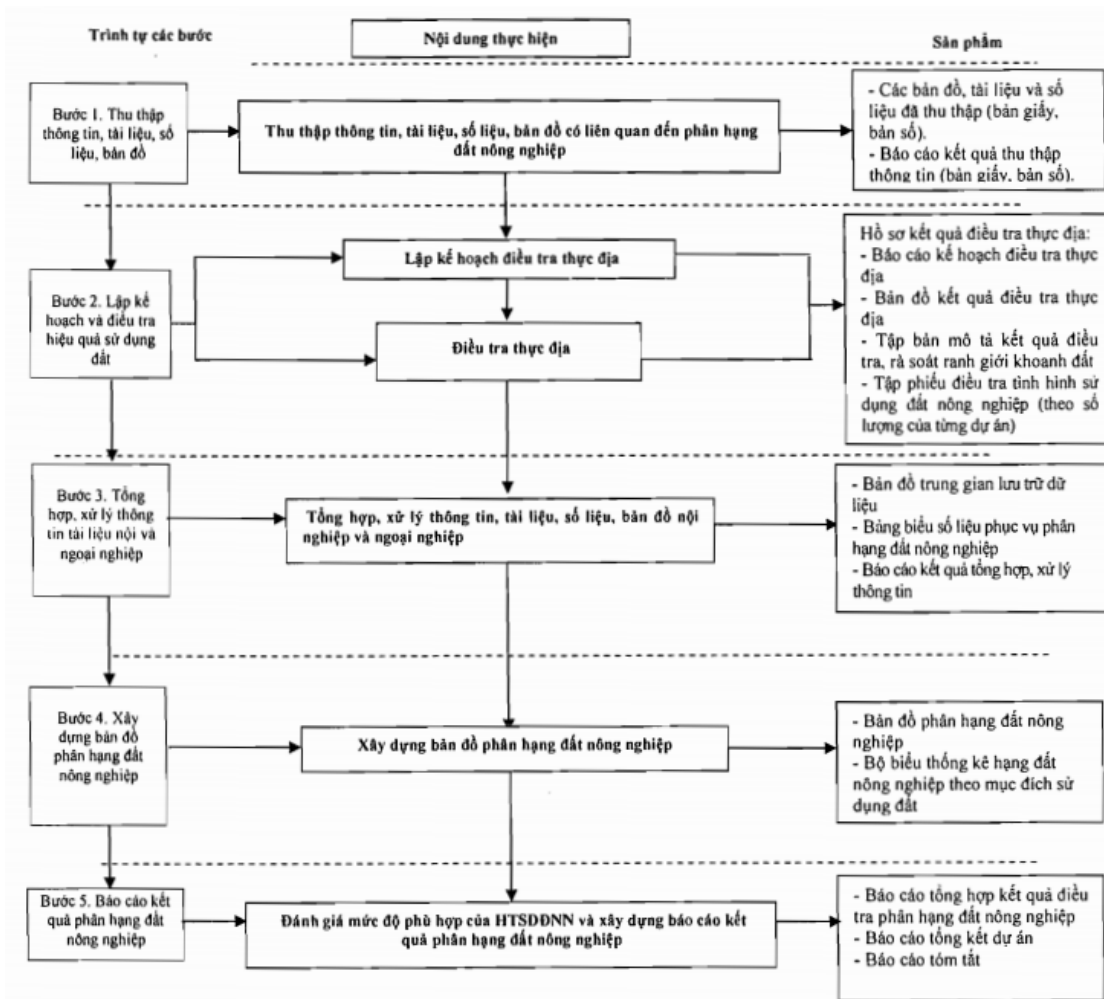 Trình tự các bước
Nội dung thực hiện
Sản phẩm
Bước 1. Thu thập
thông tin, tài liệu, số
liệu, bản đồ
Thu thập thông tin, tài liệu, số liệu, bản đồ có liên quan đến phân hạng
đất nông nghiệp
- Các bản đồ, tài liệu và số
liệu đã thu thập (bản giấy,
bản số).
- Báo cáo kết quả thu thập
thông tin (bản giấy, bản số).
Bước 2. Lập kế
hoạch và điều tra
hiệu quả sử dụng
đất
Lập kế hoạch điều tra thực địa
Điều tra thực địa
Hồ sơ kết quả điều tra thực địa:
- Báo cáo kế hoạch điều tra thực
địa
- Bản đồ kết quả điều tra thực
địa
- Tập bản mô tả kết quả điều
tra, rà soát ranh giới khoanh đất
- Tập phiếu điều tra tình hình sử
dụng đất nông nghiệp (theo số
lượng của từng dự án)
Bước 3. Tổng
hợp, xử lý thông
tin tài liệu nội và
ngoại nghiệp
Tổng hợp, xử lý thông tin, tài liệu, số liệu, bản đồ nội
nghiệp và ngoại nghiệp
- Bản đồ trung gian lưu trữ dữ
liệu
- Bảng biểu số liệu phục vụ phân
hạng đất nông nghiệp
- Báo cáo kết quả tổng hợp, xử lý
thông tin
Bước 4. Xây
dựng bản đồ
phân hạng đất
nông nghiệp
Xây dựng bản đồ phân hạng đất nông nghiệp
- Bản đồ phân hạng đất nông
nghiệp
- Bộ biểu thống kê hạng đất
nông nghiệp theo mục đích sử
dụng đất
Bước 5. Báo cáo kết
quả phân hạng đất
nông nghiệp
Đánh giá mức độ phù hợp của HTSDĐNN và xây dựng báo cáo kết
quả phân hạng đất nông nghiệp
- Báo cáo tổng hợp kết quả điều
tra phân hạng đất nông nghiệp
- Báo cáo tổng kết dự án
- Báo cáo tóm tắt